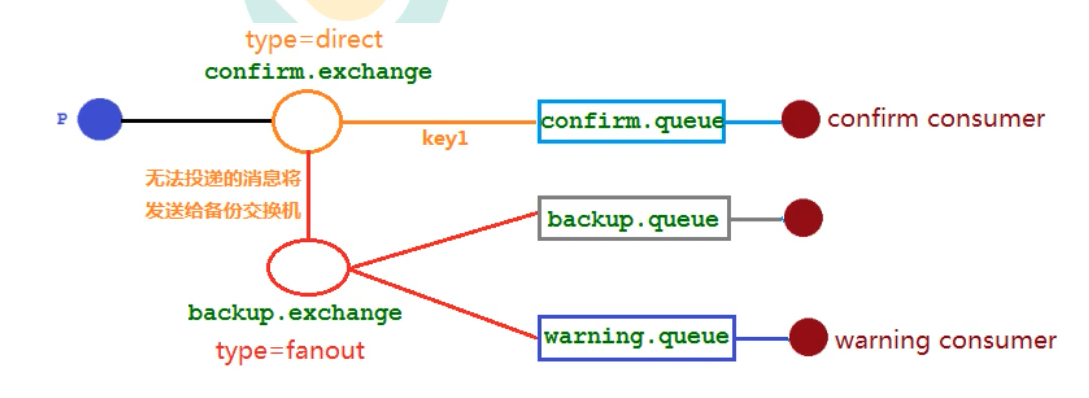 type=direct
confirm.exchange
P
key1
confirm.queue
confirm consumer
无法投递的消息将
发送给备份交换机
backup.queue
backup.exchange
type=fanout
warning.queue
warning consumer